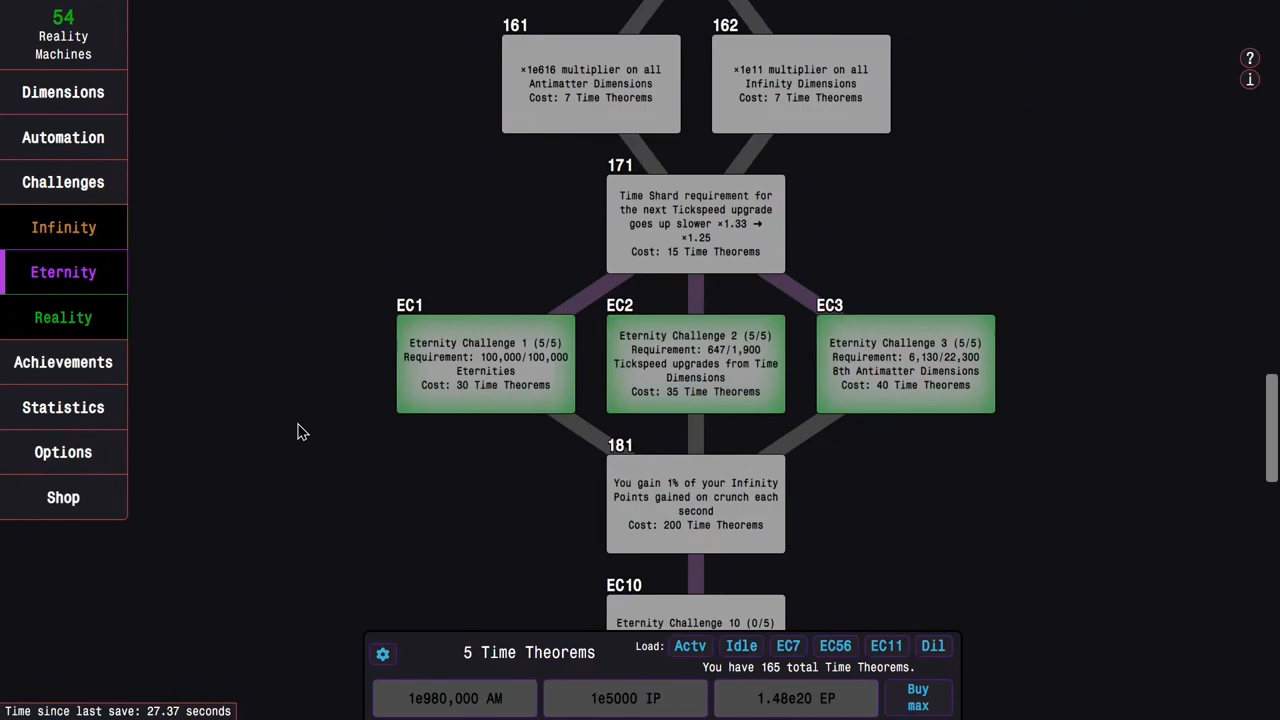 54
Reality
Machines
Dimensions
Automation
Challenges
Infinity
Eternity
Reality
Achievements
Statistics
Options
Shop
Time since last save: 27.37 seconds
161
×1e616 multiplier on all
Antimatter Dimensions
Cost: 7 Time Theorems
162
×1e11 multiplier on all
Infinity Dimensions
Cost: 7 Time Theorems
171
Time Shard requirement for
the next Tickspeed upgrade
goes up slower ×1.33 ➜
×1.25
Cost: 15 Time Theorems
EC1
Eternity Challenge 1 (5/5)
Requirement: 100,000/100,000
Eternities
Cost: 30 Time Theorems
EC2
Eternity Challenge 2 (5/5)
Requirement: 647/1,900
Tickspeed upgrades from Time
Dimensions
Cost: 35 Time Theorems
EC3
Eternity Challenge 3 (5/5)
Requirement: 6,130/22,300
8th Antimatter Dimensions
Cost: 40 Time Theorems
181
You gain 1% of your Infinity
Points gained on crunch each
second
Cost: 200 Time Theorems
EC10
Eternity Challenge 10 (0/5)
5 Time Theorems
Load: Actv Idle EC7 EC56 EC11 Dil
You have 165 total Time Theorems.
1e980,000 AM
1e5000 IP
1.48e20 EP
Buy
max
?
i